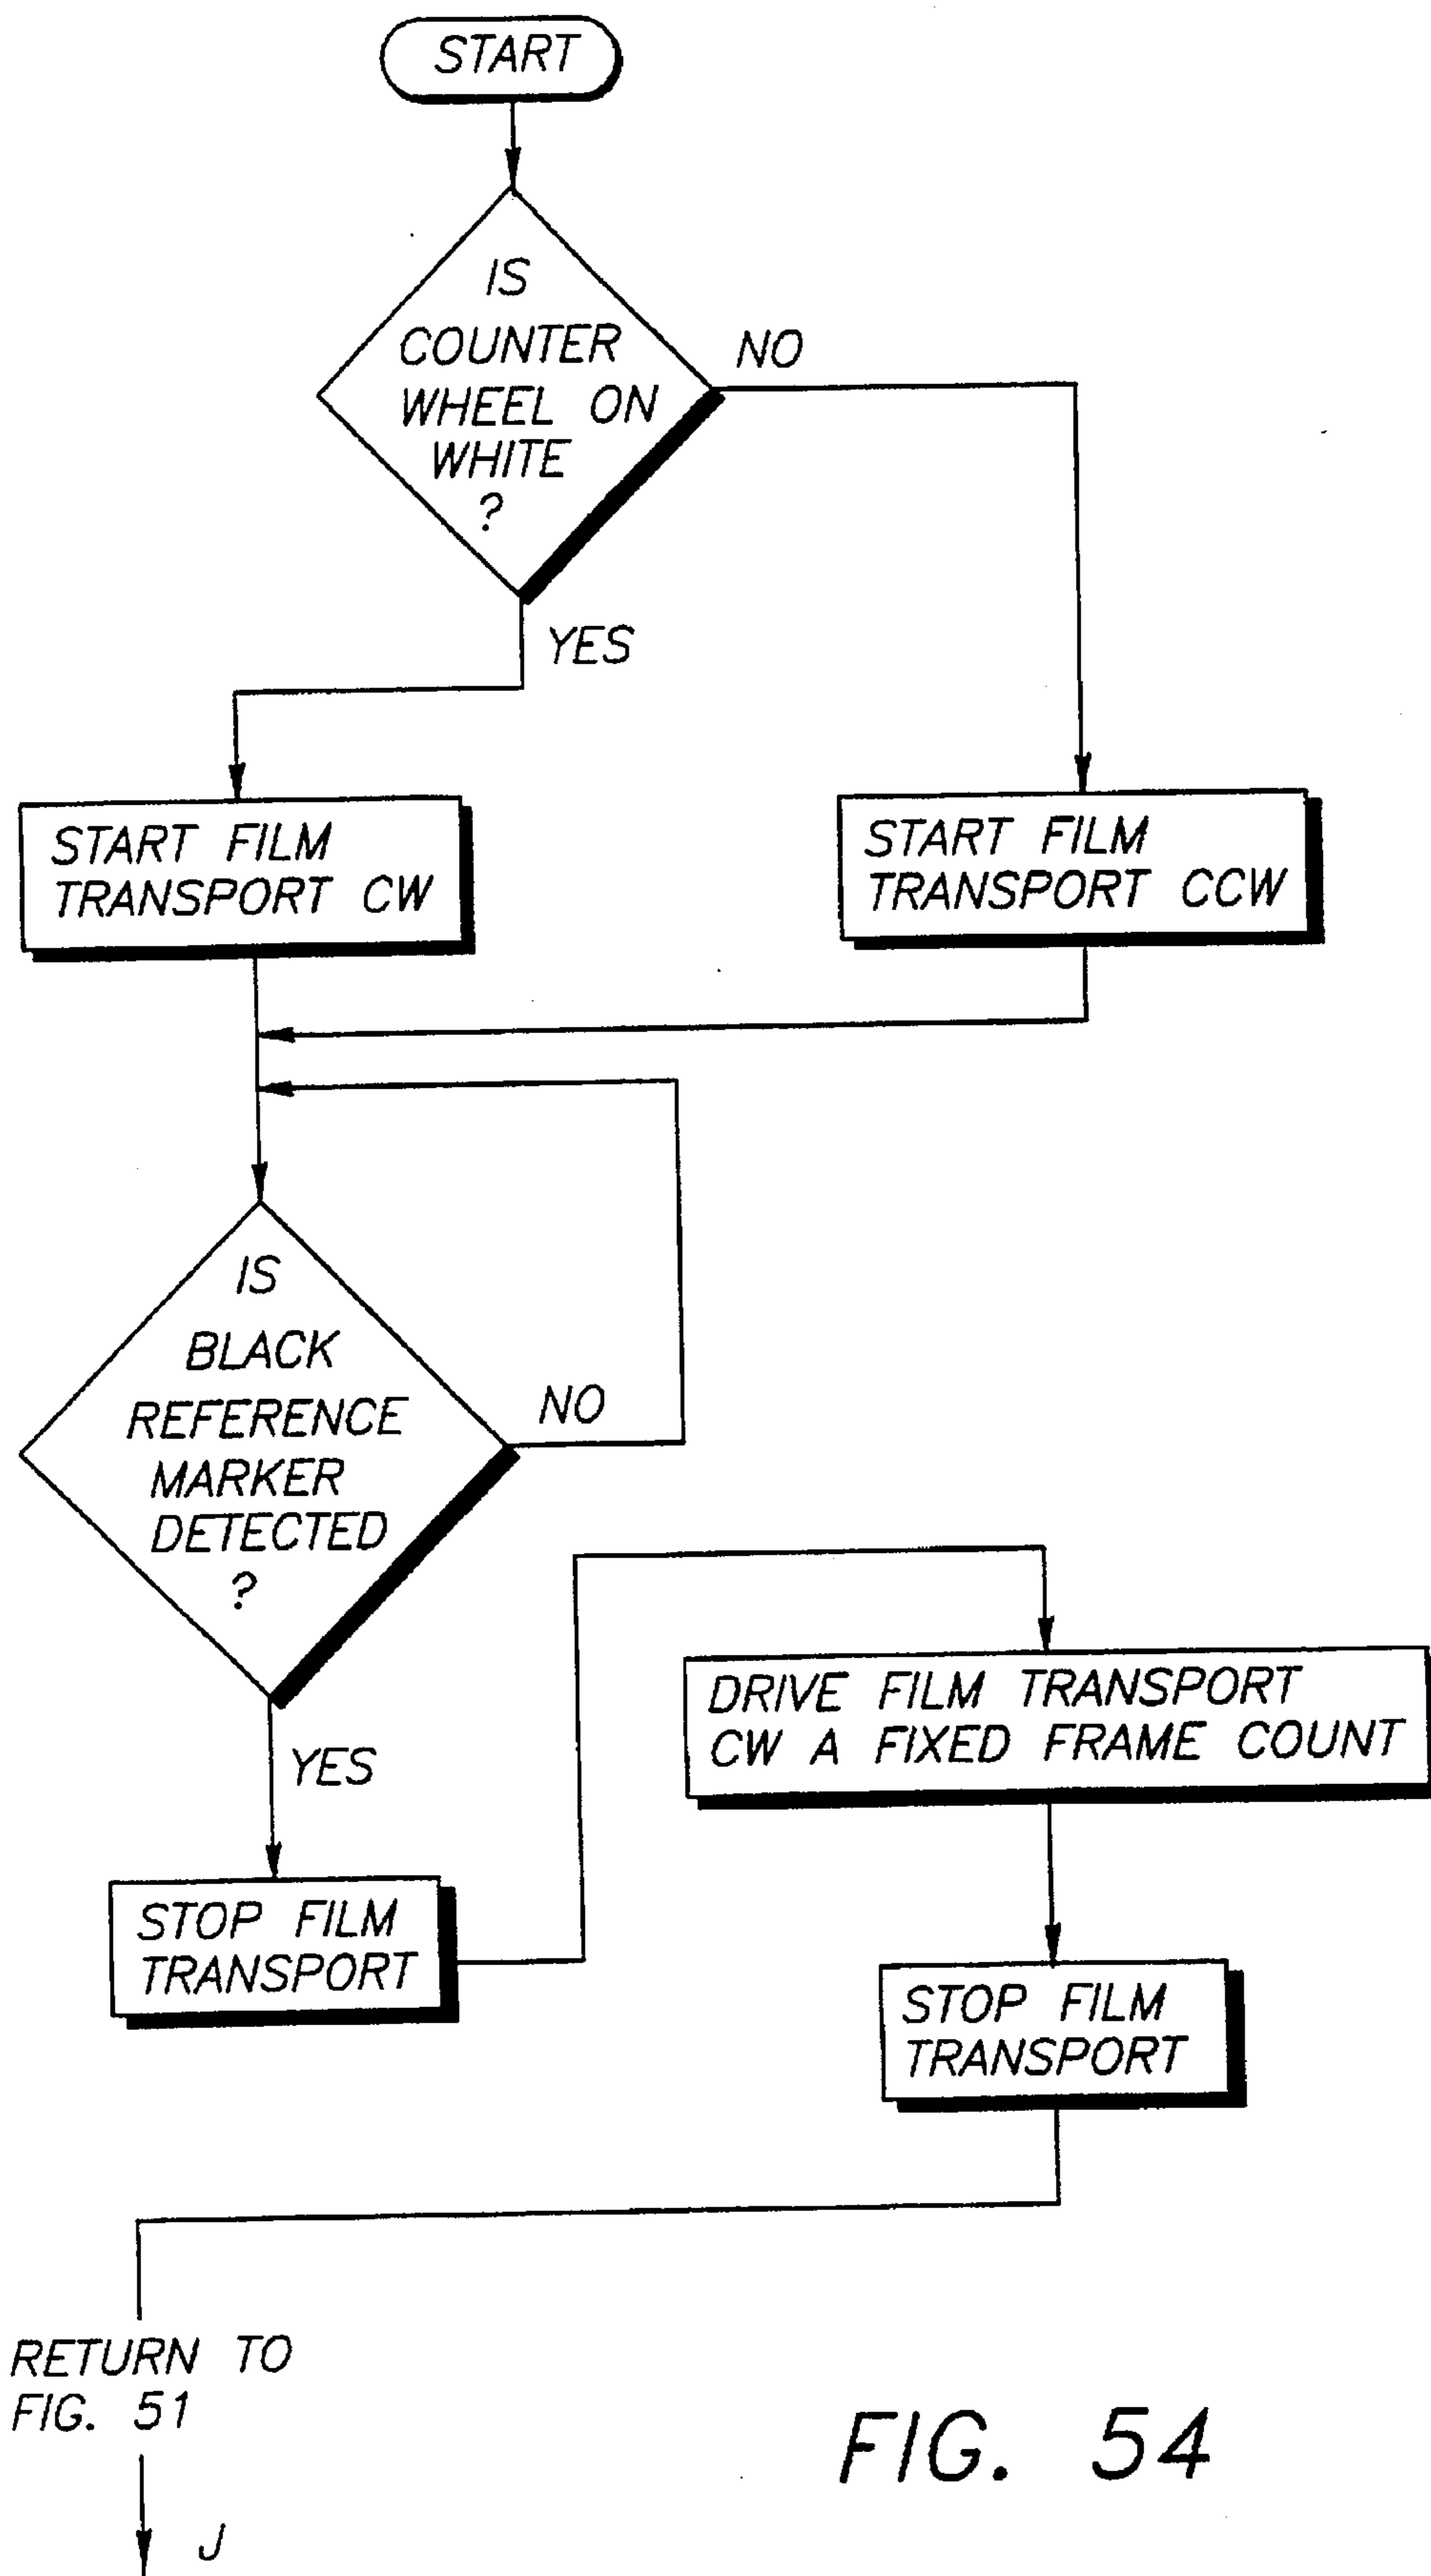 START
IS
COUNTER
WHEEL ON
WHITE
?
NO
YES
START FILM
TRANSPORT CW
START FILM
TRANSPORT CCW
IS
BLACK
REFERENCE
MARKER
DETECTED
?
NO
YES
DRIVE FILM TRANSPORT
CW A FIXED FRAME COUNT
STOP FILM
TRANSPORT
STOP FILM
TRANSPORT
RETURN TO
FIG. 51
J
FIG. 54